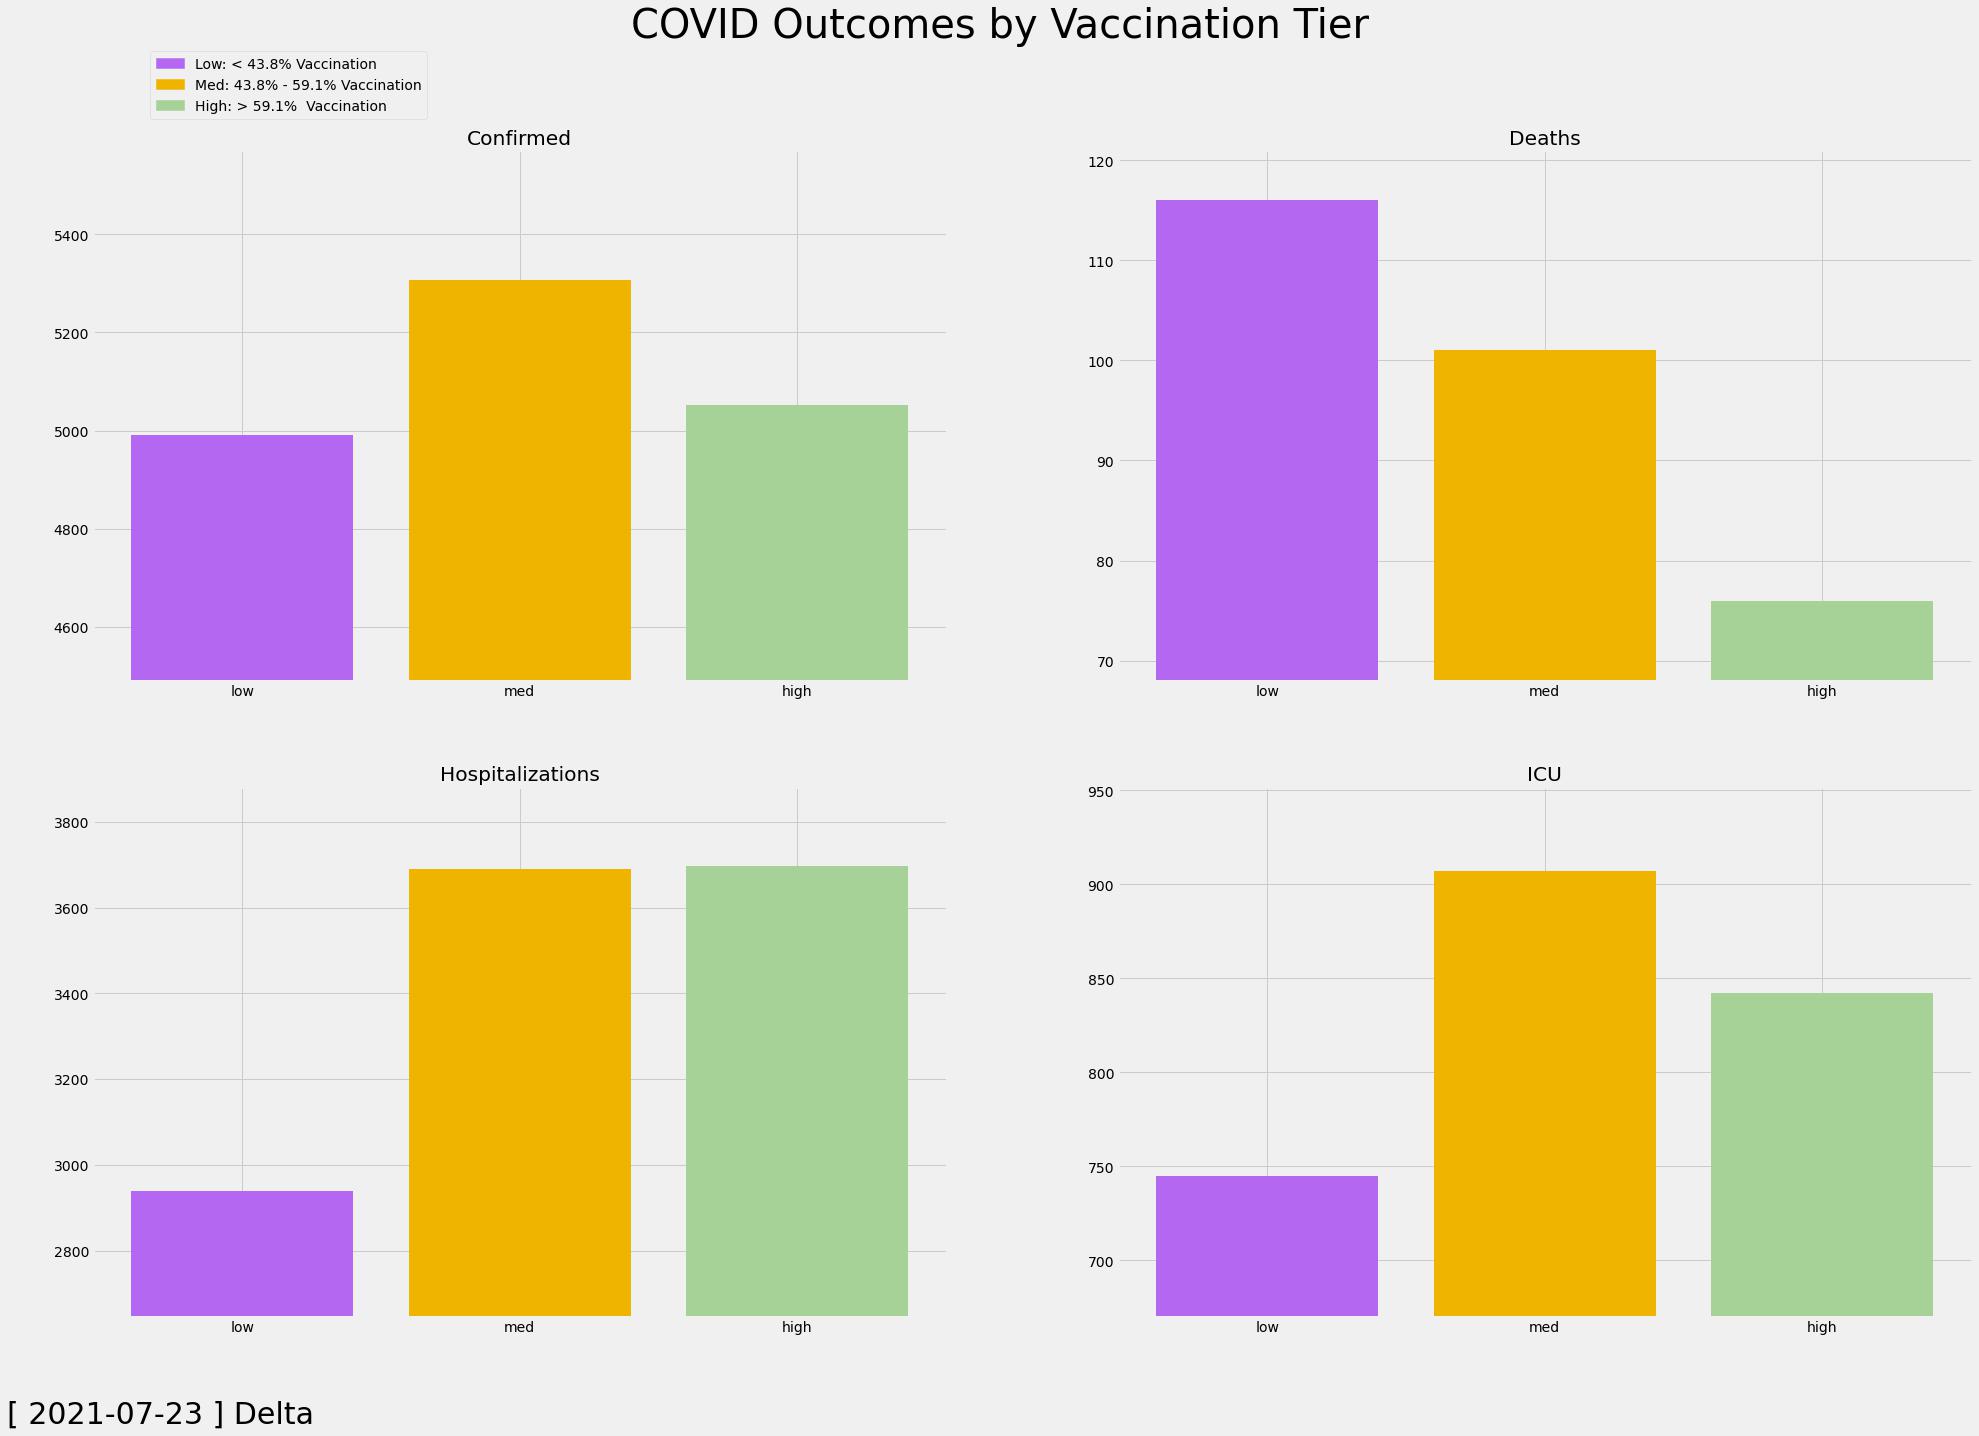 COVID Outcomes by Vaccination Tier
Low: < 43.8% Vaccination
Med: 43.8% - 59.1% Vaccination
High: > 59.1%  Vaccination
Confirmed
5400
5200
5000
4800
4600
low med high
Deaths
120
110
100
90
80
70
low med high
Hospitalizations
3800
3600
3400
3200
3000
2800
low med high
ICU
950
900
850
800
750
700
low med high
[ 2021-07-23 ] Delta